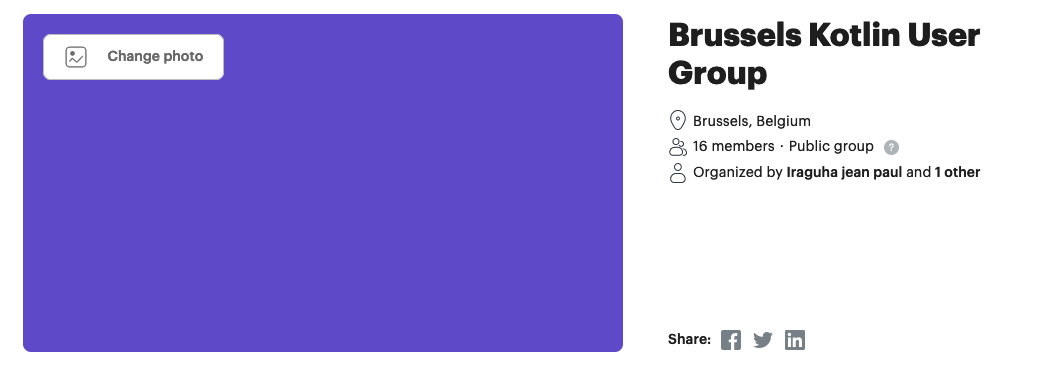 Change photo
Brussels Kotlin User
Group
Brussels, Belgium
16 members · Public group ?
Organized by Iraguha jean paul and 1 other
Share: